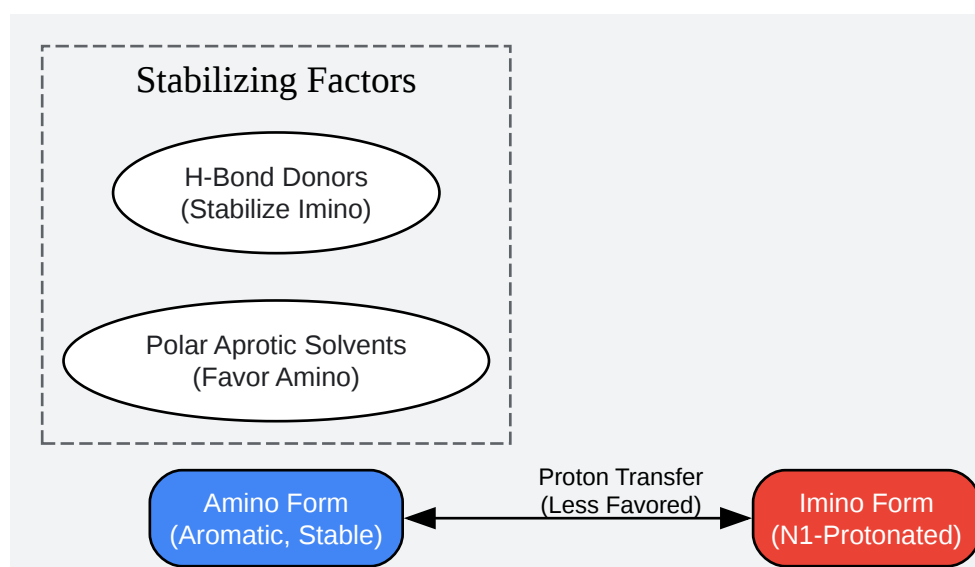 Stabilizing Factors
H-Bond Donors
(Stabilize Imino)
Polar Aprotic Solvents
(Favor Amino)
Proton Transfer
(Less Favored)
Amino Form
(Aromatic, Stable)
Imino Form
(N1-Protonated)